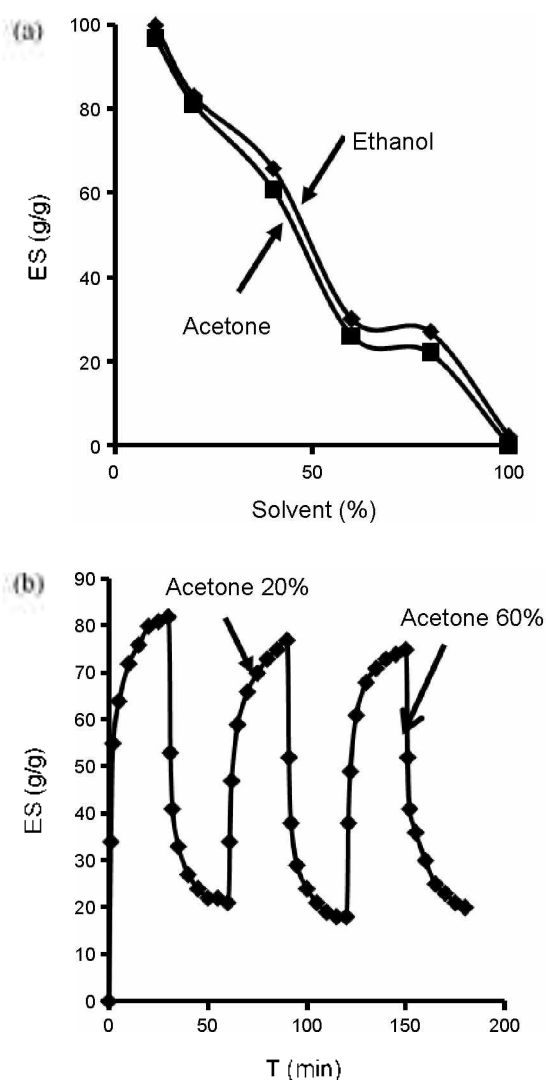 (a)
100
80
60
40
20
0
ES (g/g)
Ethanol
Acetone
0 50 100
Solvent (%)
(b)
90
80
70
60
50
40
30
20
10
0
ES (g/g)
Acetone 20%
Acetone 60%
0 50 100 150 200
T (min)